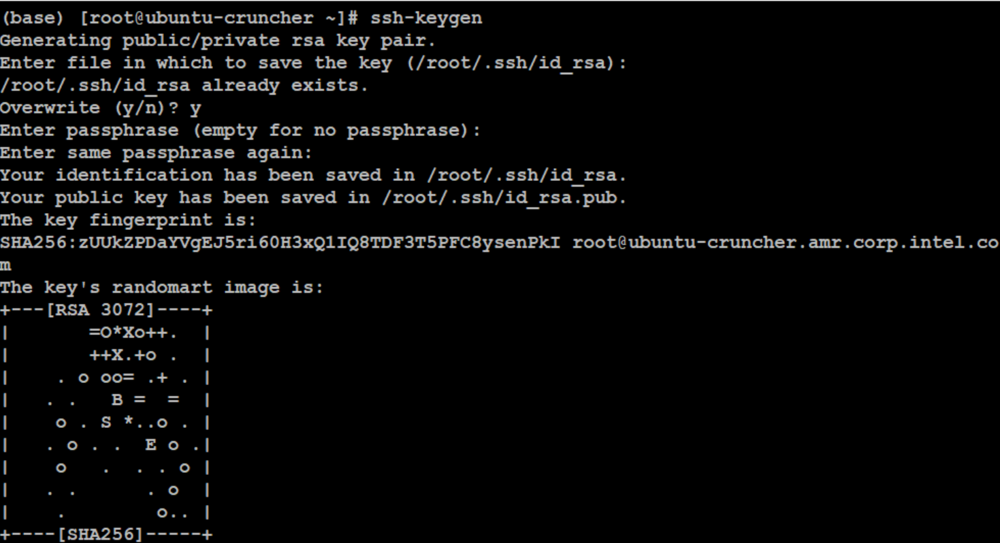 (base) [root@ubuntu-cruncher ~]# ssh-keygen
Generating public/private rsa key pair.
Enter file in which to save the key (/root/.ssh/id_rsa):
/root/.ssh/id_rsa already exists.
Overwrite (y/n)? y
Enter passphrase (empty for no passphrase):
Enter same passphrase again:
Your identification has been saved in /root/.ssh/id_rsa.
Your public key has been saved in /root/.ssh/id_rsa.pub.
The key fingerprint is:
SHA256:zUUkZPDaYVgEJ5ri60H3xQ1IQ8TDF3T5PFC8ysenPkI root@ubuntu-cruncher.amr.corp.intel.co
m
The key's randomart image is:
+---[RSA 3072]----+
|       =O*Xo++.  |
|       ++X.+o .  |
|    . o oo= .+ . |
|   . .   B =  =  |
|    o . S *..o . |
|   . o . .  E o .|
|    o   .  . . o |
|   . .      . o  |
|    .        o.. |
+----[SHA256]-----+